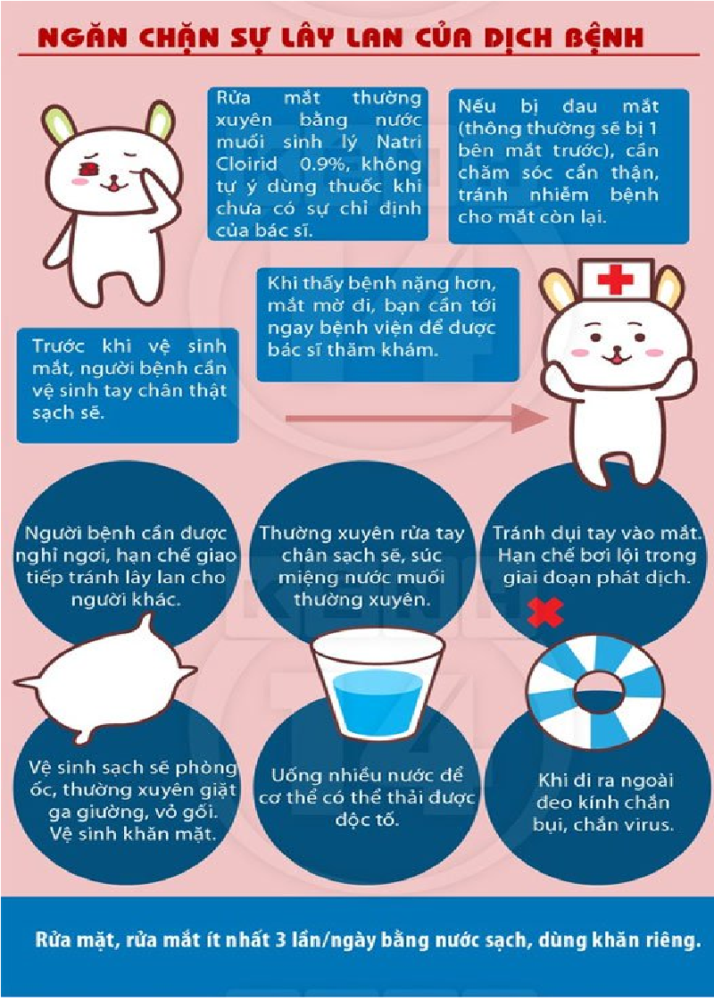 NGĂN CHẶN SỰ LÂY LAN CỦA DỊCH BỆNH
Rửa mắt thường
xuyên bằng nước
muối sinh lý Natri
Cloirid 0.9%, không
tự ý dùng thuốc khi
chưa có sự chỉ định
của bác sĩ.
Nếu bị đau mắt
(thông thường sẽ bị 1
bên mắt trước), cần
chăm sóc cẩn thận,
tránh nhiễm bệnh
cho mắt còn lại.
Khi thấy bệnh nặng hơn,
mắt mờ đi, bạn cần tới
ngay bệnh viện để được
bác sĩ thăm khám.
Trước khi vệ sinh
mắt, người bệnh cần
vệ sinh tay chân thật
sạch sẽ.
Người bệnh cần được
nghỉ ngơi, hạn chế giao
tiếp tránh lây lan cho
người khác.
Thường xuyên rửa tay
chân sạch sẽ, súc
miệng nước muối
thường xuyên.
Tránh dụi tay vào mắt.
Hạn chế bơi lội trong
giai đoạn phát dịch.
Vệ sinh sạch sẽ phòng
ốc, thường xuyên giặt
ga giường, vỏ gối.
Vệ sinh khăn mặt.
Uống nhiều nước để
cơ thể có thể thải được
độc tố.
Khi đi ra ngoài
đeo kính chắn
bụi, chắn virus.
Rửa mặt, rửa mắt ít nhất 3 lần/ngày bằng nước sạch, dùng khăn riêng.
KÊNH
14
KÊNH
14